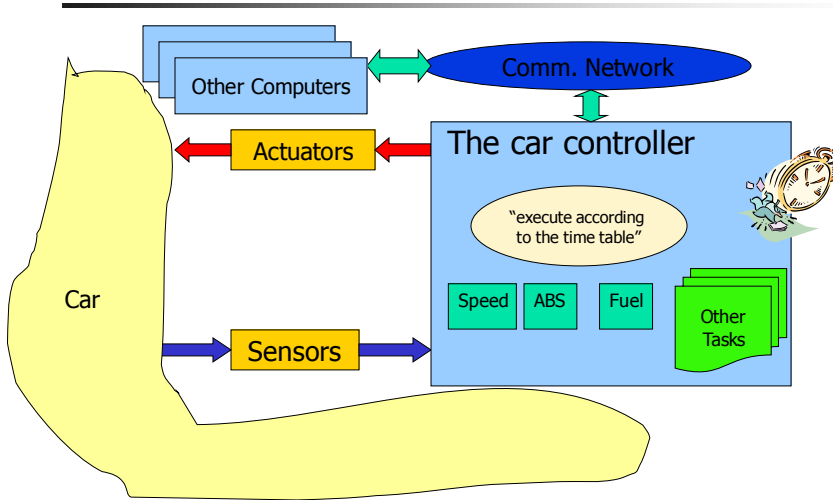 Other Computers
Comm. Network
Actuators
The car controller
“execute according
to the time table”
Car
Speed
ABS
Fuel
Other
Tasks
Sensors